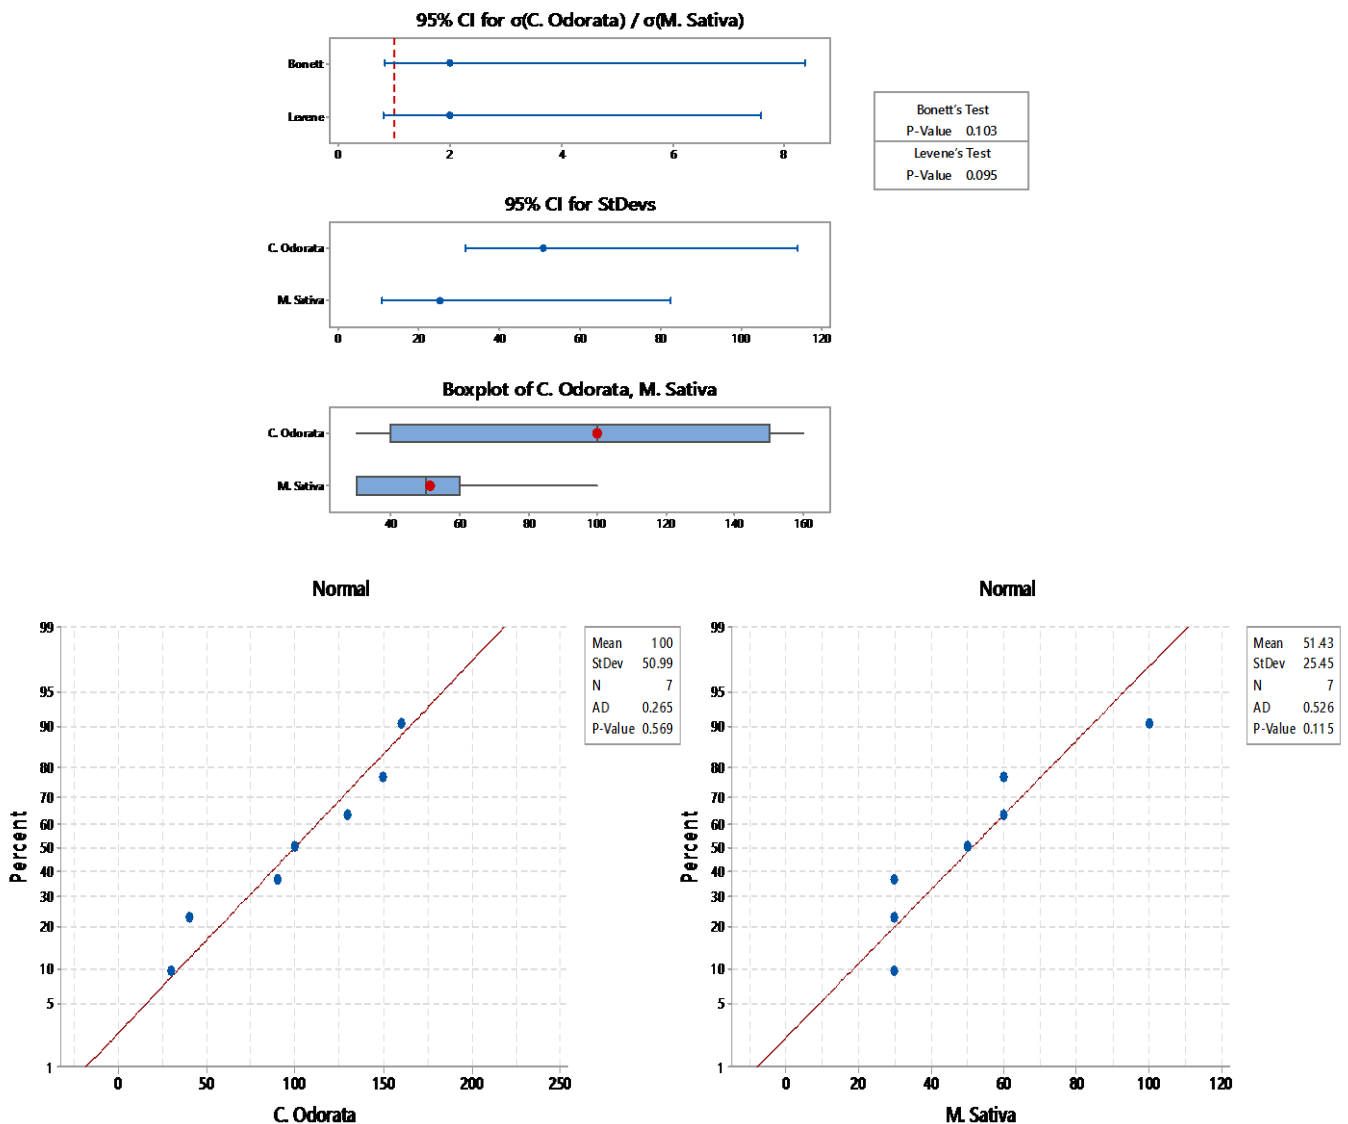 95% CI for σ(C. Odorata) / σ(M. Sativa)
Bonett
Levene
0 2 4 6 8
Bonett's Test
P-Value 0.103
Levene's Test
P-Value 0.095
95% CI for StDevs
C. Odorata
M. Sativa
0 20 40 60 80 100 120
Boxplot of C. Odorata, M. Sativa
C. Odorata
M. Sativa
40 60 80 100 120 140 160
Normal
99
95
90
80
70
60
50
40
30
20
10
5
1
Percent
0 50 100 150 200 250
C. Odorata
Mean 100
StDev 50.99
N 7
AD 0.265
P-Value 0.569
Normal
99
95
90
80
70
60
50
40
30
20
10
5
1
Percent
0 20 40 60 80 100 120
M. Sativa
Mean 51.43
StDev 25.45
N 7
AD 0.526
P-Value 0.115